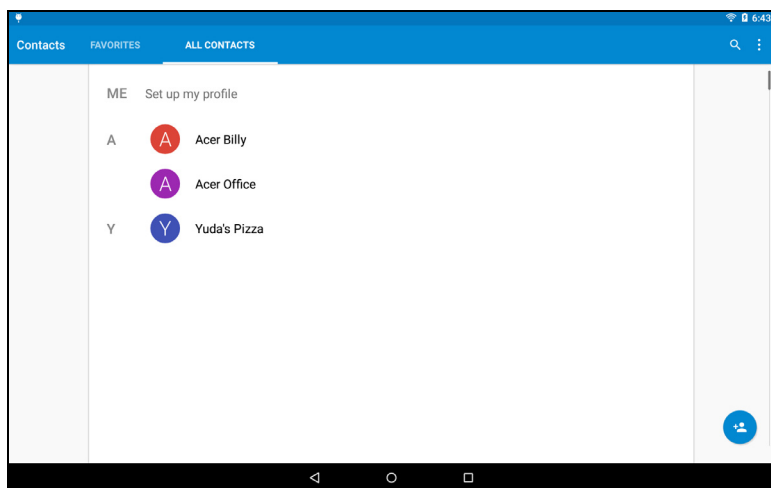 6:43
Contacts FAVORITES ALL CONTACTS
ME Set up my profile
A A Acer Billy
A Acer Office
Y Y Yuda's Pizza